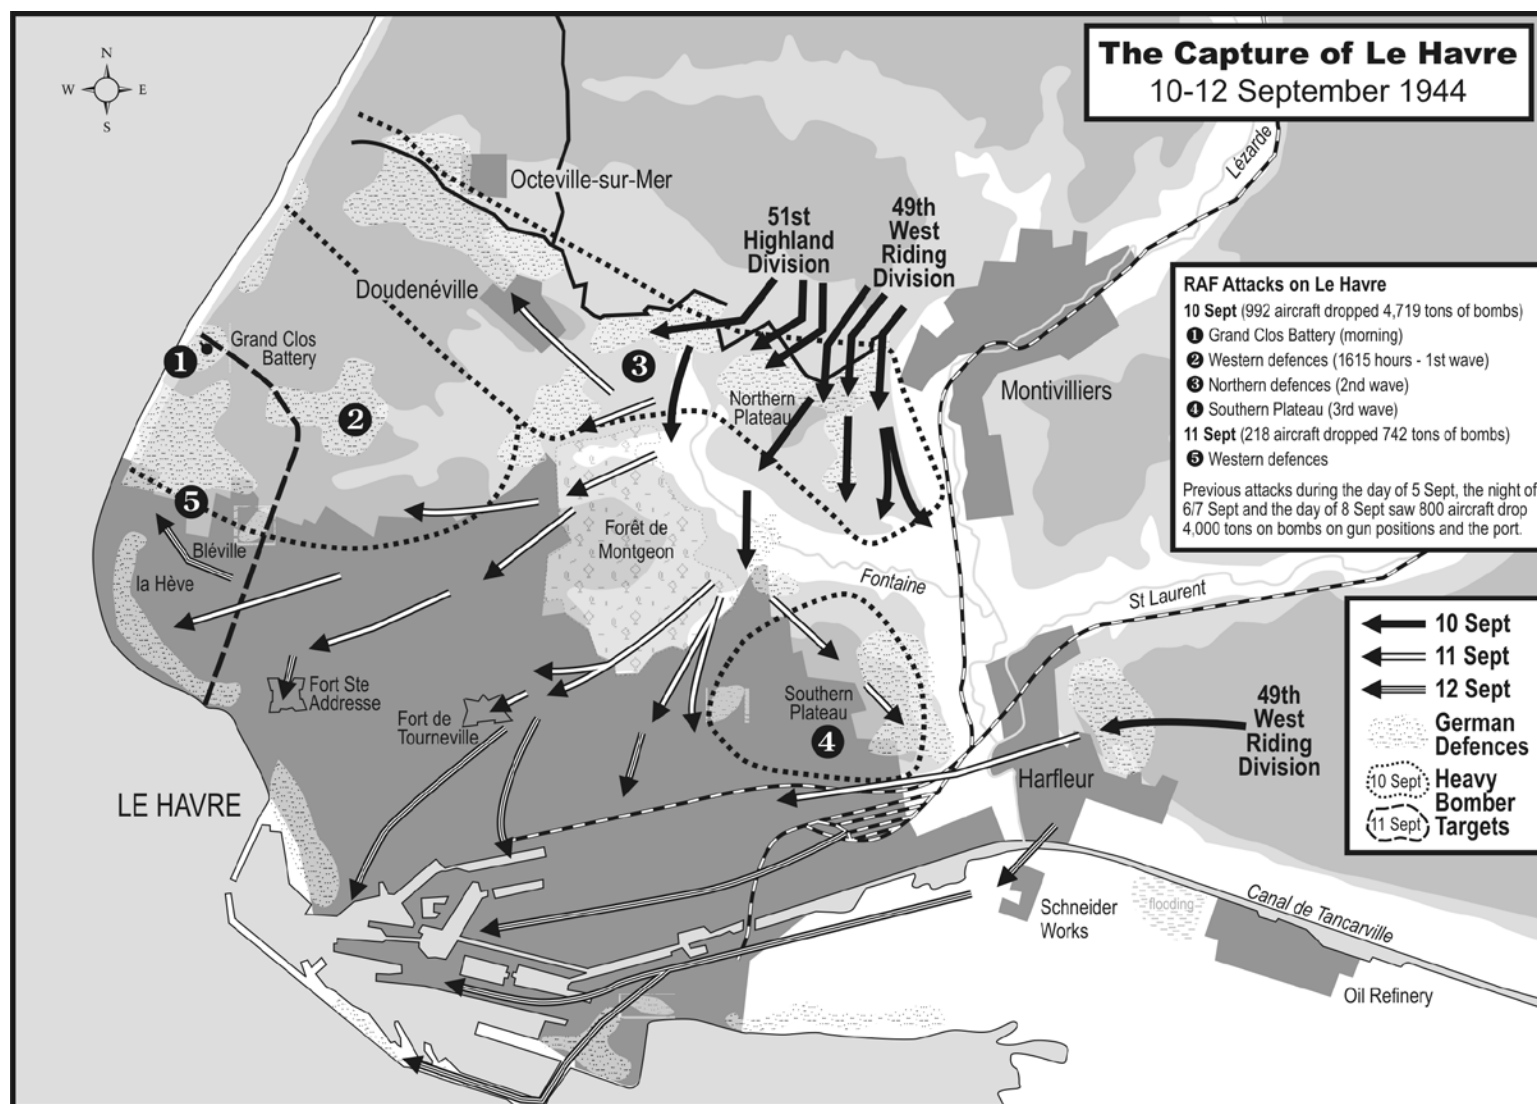 The Capture of Le Havre
10-12 September 1944
N
W
E
S
Lézarde
Octeville-sur-Mer
51st
Highland
Division
49th
West
Riding
Division
Doudenéville
RAF Attacks on Le Havre
10 Sept (992 aircraft dropped 4,719 tons of bombs)
1 Grand Clos Battery (morning)
2 Western defences (1615 hours - 1st wave)
3 Northern defences (2nd wave)
4 Southern Plateau (3rd wave)
11 Sept (218 aircraft dropped 742 tons of bombs)
5 Western defences
Previous attacks during the day of 5 Sept, the night of
6/7 Sept and the day of 8 Sept saw 800 aircraft drop
4,000 tons on bombs on gun positions and the port.
1
Grand Clos
Battery
2
3
Northern
Plateau
Montivilliers
5
Bléville
la Hève
Forêt de
Montgeon
Fontaine
St Laurent
10 Sept
11 Sept
12 Sept
German
Defences
10 Sept
Heavy
Bomber
Targets
11 Sept
Fort Ste
Addresse
Fort de
Tourneville
Southern
Plateau
4
49th
West
Riding
Division
Harfleur
LE HAVRE
Schneider
Works
flooding
Canal de Tancarville
Oil Refinery